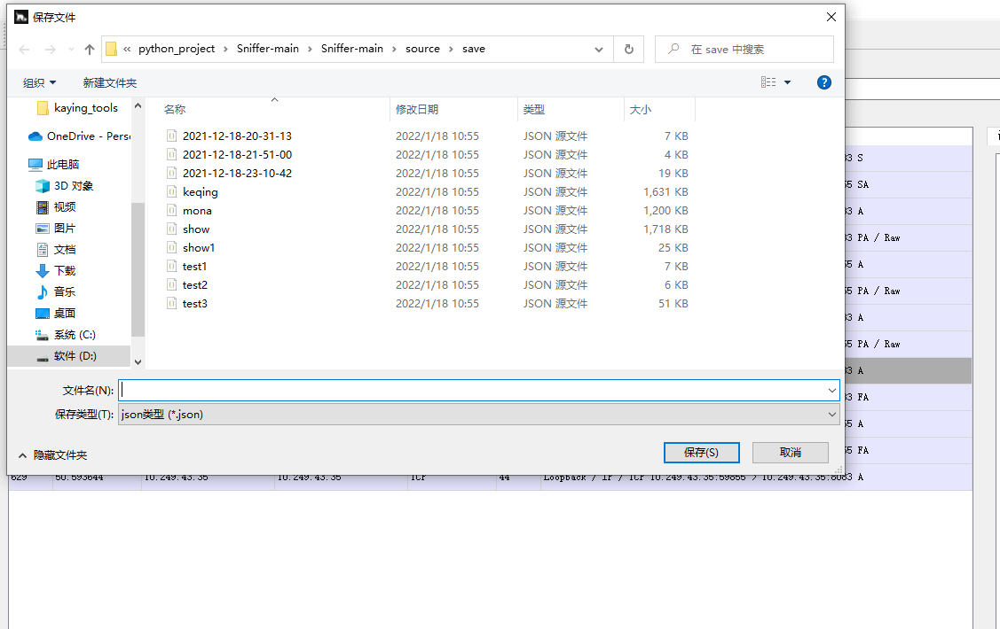 保存文件
« python_project › Sniffer-main › Sniffer-main › source › save
在 save 中搜索
组织 新建文件夹
kaying_tools
OneDrive - Pers
此电脑
3D 对象
视频
图片
文档
下载
音乐
桌面
系统 (C:)
软件 (D:)
名称 修改日期 类型 大小
2021-12-18-20-31-13 2022/1/18 10:55 JSON 源文件 7 KB
2021-12-18-21-51-00 2022/1/18 10:55 JSON 源文件 4 KB
2021-12-18-23-10-42 2022/1/18 10:55 JSON 源文件 19 KB
keqing 2022/1/18 10:55 JSON 源文件 1,631 KB
mona 2022/1/18 10:55 JSON 源文件 1,200 KB
show 2022/1/18 10:55 JSON 源文件 1,718 KB
show1 2022/1/18 10:55 JSON 源文件 25 KB
test1 2022/1/18 10:55 JSON 源文件 7 KB
test2 2022/1/18 10:55 JSON 源文件 6 KB
test3 2022/1/18 10:55 JSON 源文件 51 KB
文件名(N):
保存类型(T): json类型 (*.json)
隐藏文件夹
保存(S) 取消
33 S
55 SA
33 A
33 PA / Raw
55 A
55 PA / Raw
33 A
55 PA / Raw
33 A
33 FA
55 A
55 FA
629 50.593644 10.249.43.35 10.249.43.35 TCP 44 Loopback / IP / TCP 10.249.43.35:59855 > 10.249.43.35:8083 A